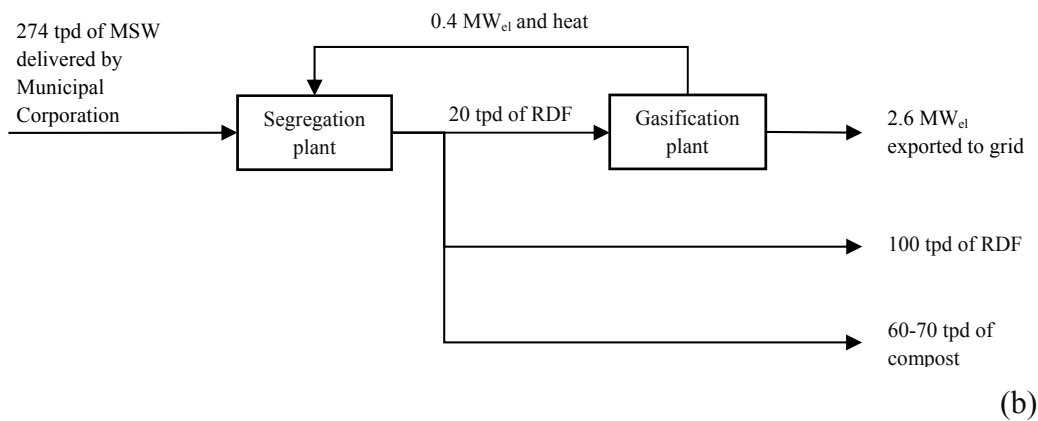 0.4 MWel and heat
274 tpd of MSW
delivered by
Municipal
Corporation
Segregation
plant
20 tpd of RDF
Gasification
plant
2.6 MWel
exported to grid
100 tpd of RDF
60-70 tpd of
compost
(b)